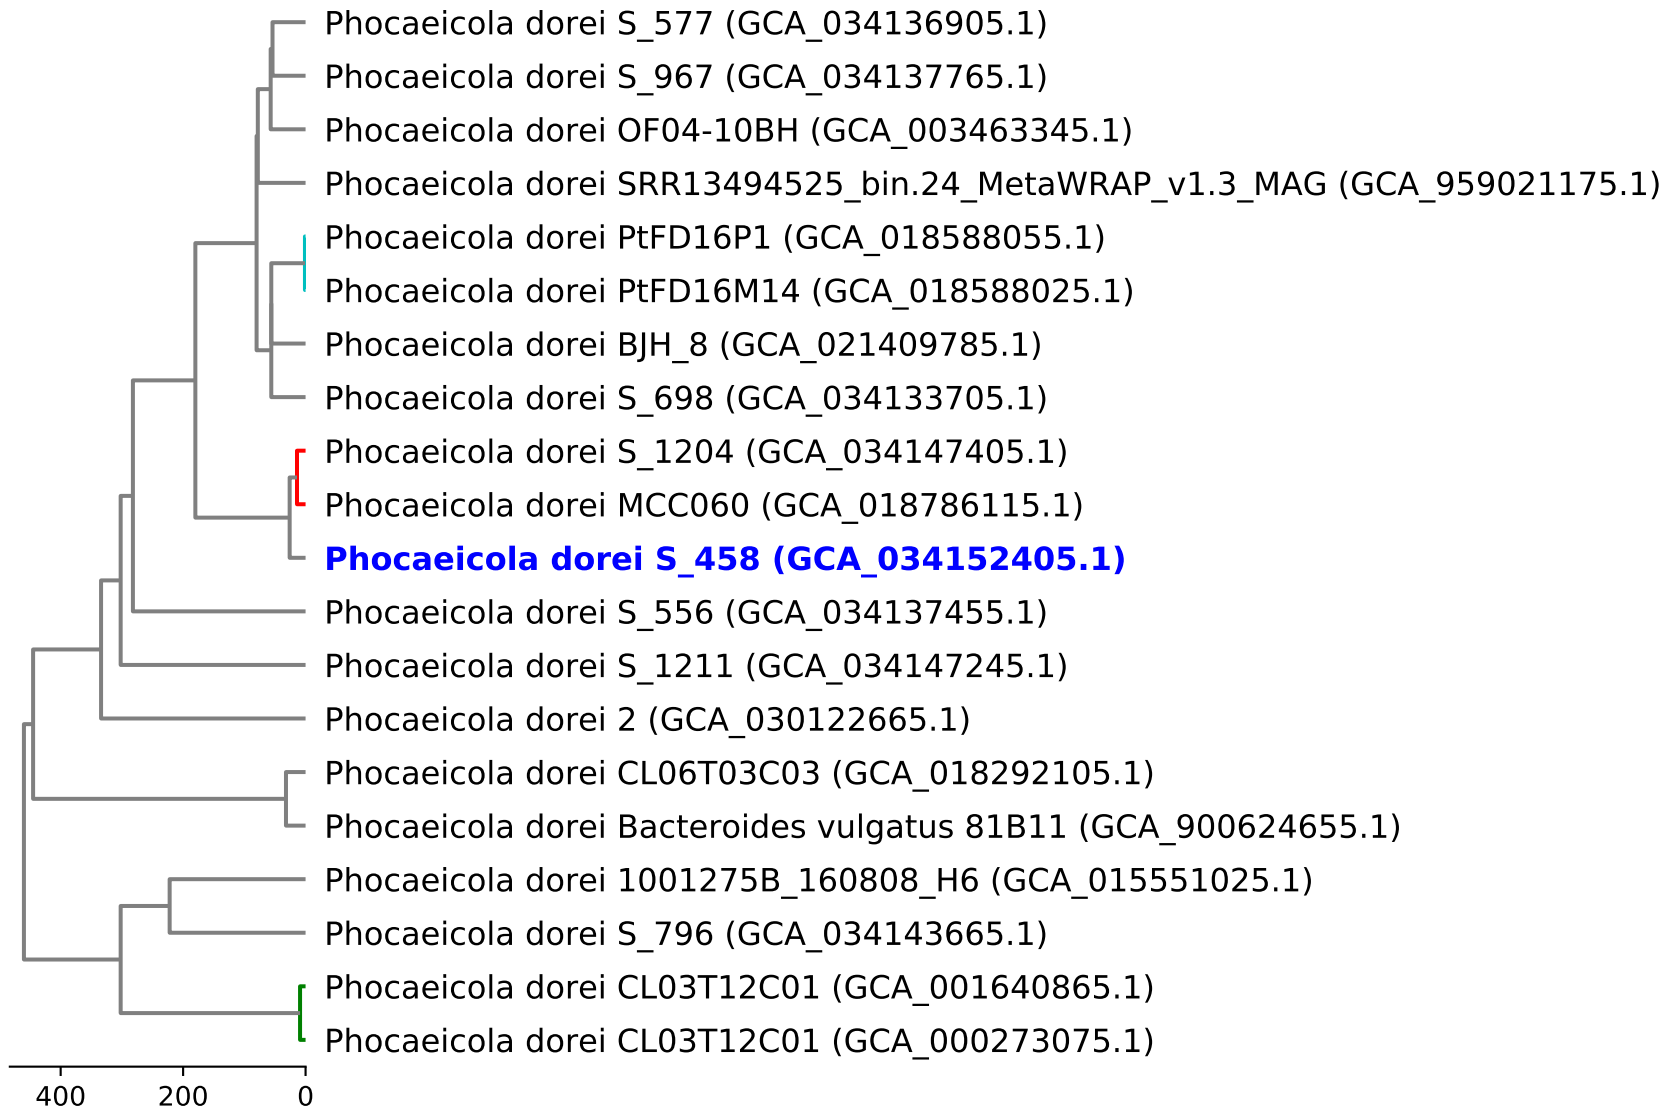 Phocaeicola dorei S_577 (GCA_034136905.1)
Phocaeicola dorei S_967 (GCA_034137765.1)
Phocaeicola dorei OF04-10BH (GCA_003463345.1)
Phocaeicola dorei SRR13494525_bin.24_MetaWRAP_v1.3_MAG (GCA_959021175.1)
Phocaeicola dorei PtFD16P1 (GCA_018588055.1)
Phocaeicola dorei PtFD16M14 (GCA_018588025.1)
Phocaeicola dorei BJH_8 (GCA_021409785.1)
Phocaeicola dorei S_698 (GCA_034133705.1)
Phocaeicola dorei S_1204 (GCA_034147405.1)
Phocaeicola dorei MCC060 (GCA_018786115.1)
Phocaeicola dorei S_458 (GCA_034152405.1)
Phocaeicola dorei S_556 (GCA_034137455.1)
Phocaeicola dorei S_1211 (GCA_034147245.1)
Phocaeicola dorei 2 (GCA_030122665.1)
Phocaeicola dorei CL06T03C03 (GCA_018292105.1)
Phocaeicola dorei Bacteroides vulgatus 81B11 (GCA_900624655.1)
Phocaeicola dorei 1001275B_160808_H6 (GCA_015551025.1)
Phocaeicola dorei S_796 (GCA_034143665.1)
Phocaeicola dorei CL03T12C01 (GCA_001640865.1)
Phocaeicola dorei CL03T12C01 (GCA_000273075.1)
400 200 0